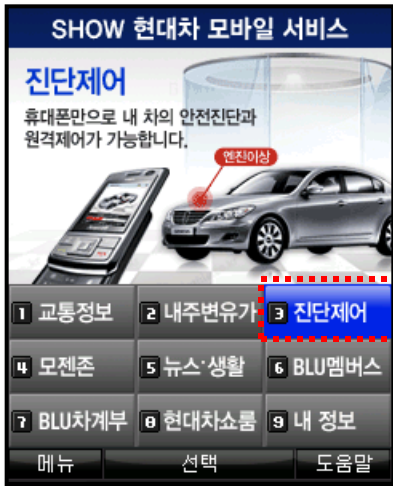 SHOW 현대차 모바일 서비스
진단제어
휴대폰만으로 내 차의 안전진단과
원격제어가 가능합니다.
엔진이상
1 교통정보 2 내주변유가 3 진단제어
4 모젠존 5 뉴스·생활 6 BLU멤버스
7 BLU차계부 8 현대차쇼룸 9 내 정보
메뉴 선택 도움말